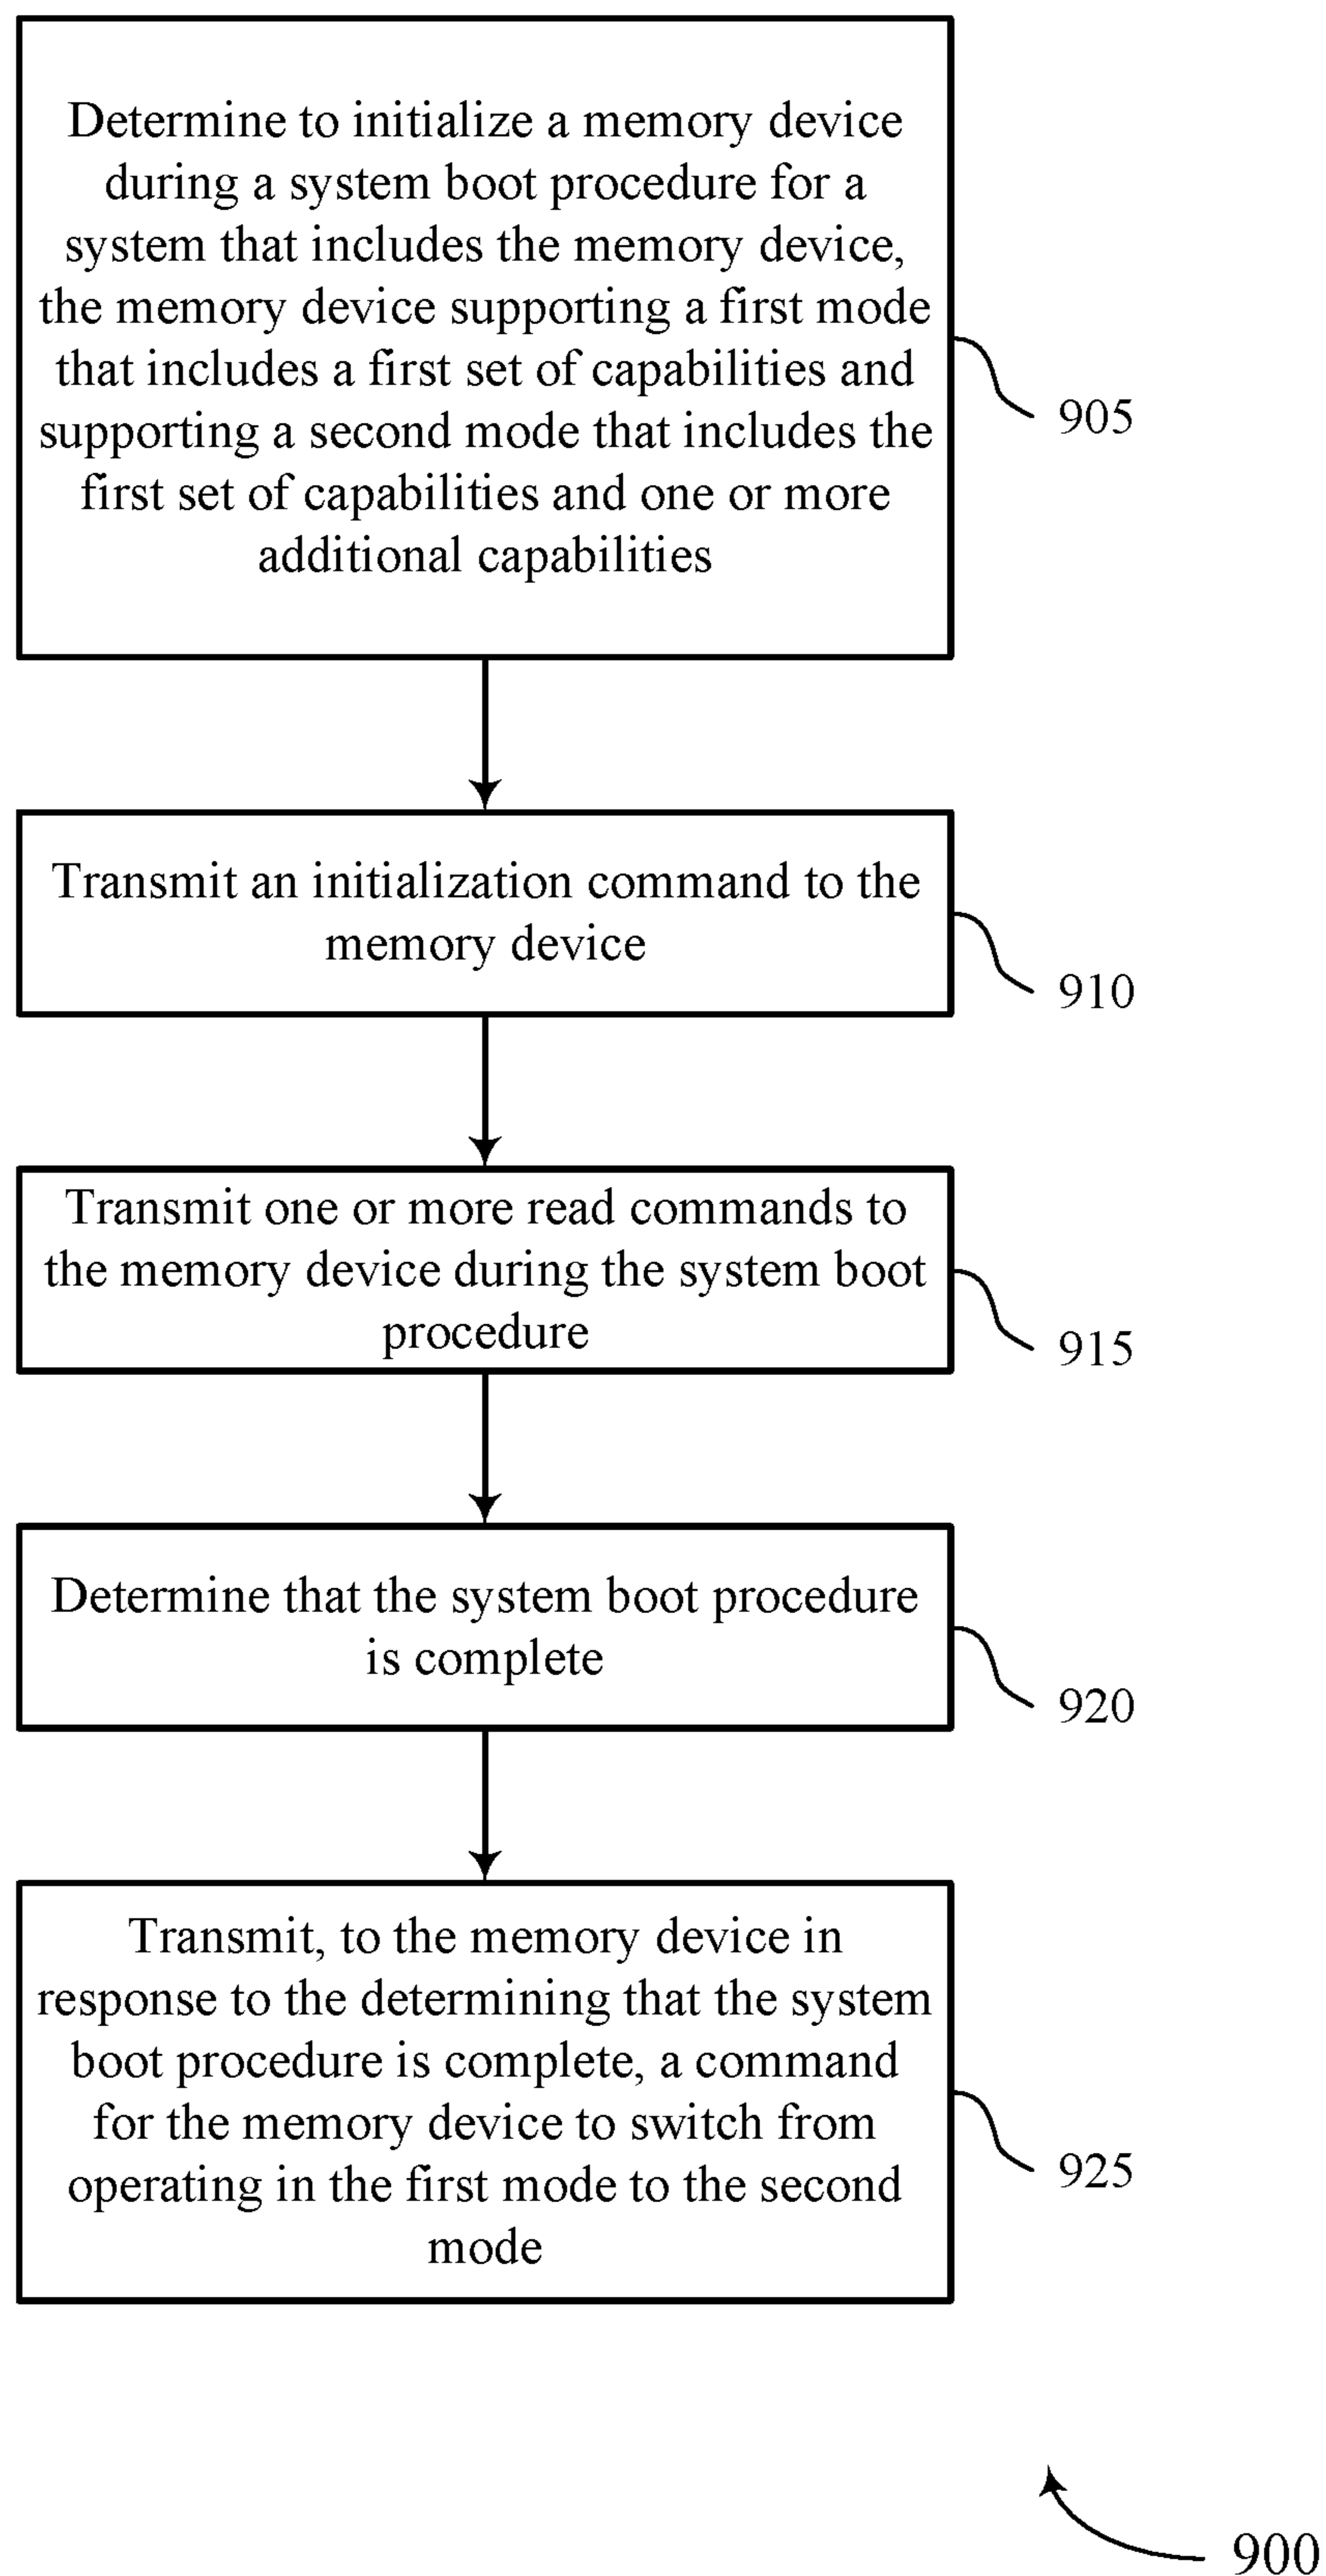 Determine to initialize a memory device
during a system boot procedure for a
system that includes the memory device,
the memory device supporting a first mode
that includes a first set of capabilities and
supporting a second mode that includes the
first set of capabilities and one or more
additional capabilities
905
Transmit an initialization command to the
memory device
910
Transmit one or more read commands to
the memory device during the system boot
procedure
915
Determine that the system boot procedure
is complete
920
Transmit, to the memory device in
response to the determining that the system
boot procedure is complete, a command
for the memory device to switch from
operating in the first mode to the second
mode
925
900